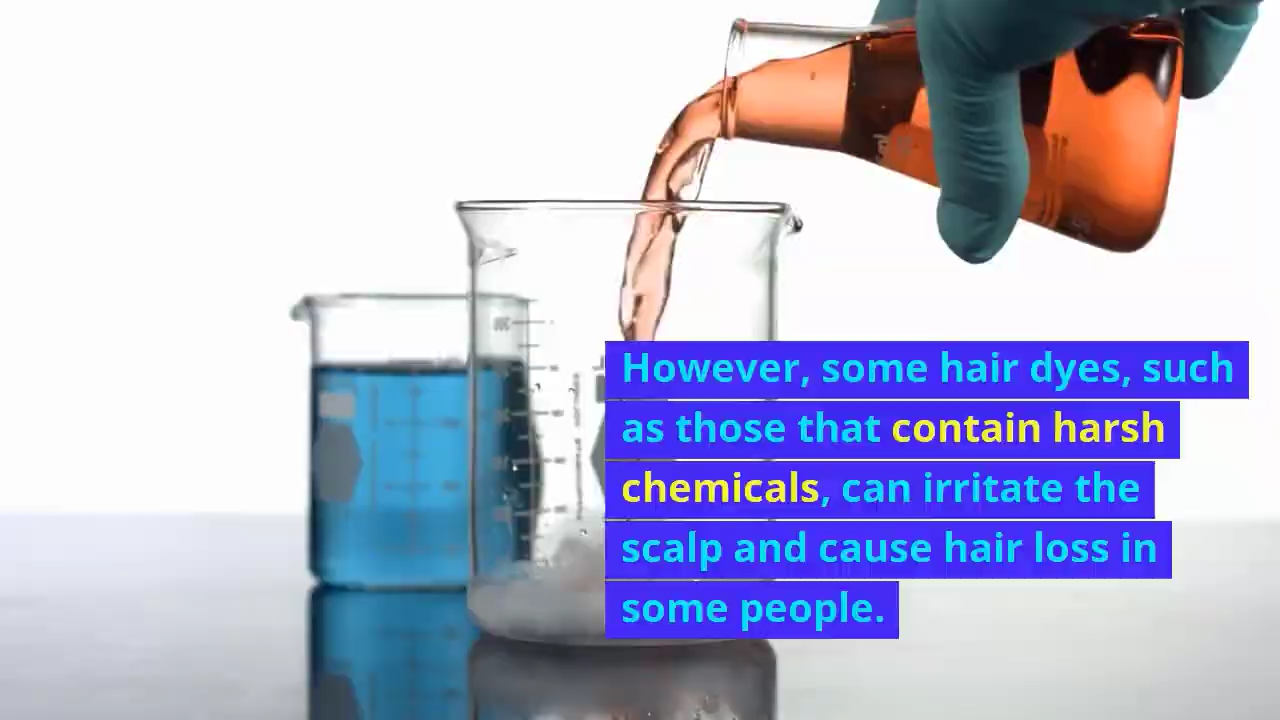 However, some hair dyes, such
as those that contain harsh
chemicals, can irritate the
scalp and cause hair loss in
some people.